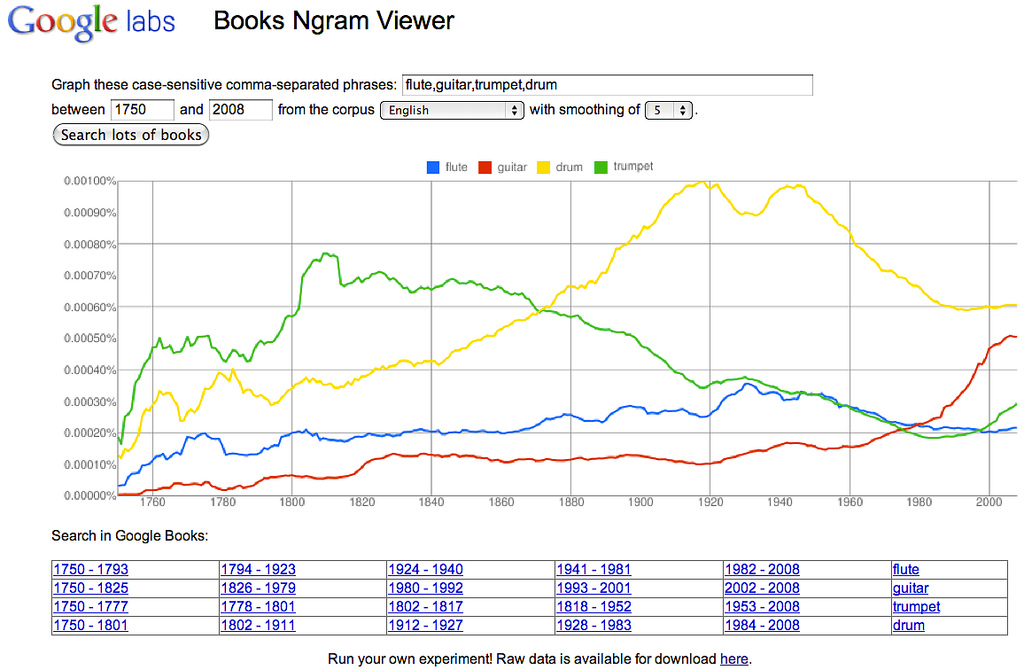 Google labs Books Ngram Viewer
Graph these case-sensitive comma-separated phrases: flute,guitar,trumpet,drum
between 1750 and 2008 from the corpus English with smoothing of 5 .
Search lots of books
flute guitar drum trumpet
0.00100%
0.00090%
0.00080%
0.00070%
0.00060%
0.00050%
0.00040%
0.00030%
0.00020%
0.00010%
0.00000%
1760 1780 1800 1820 1840 1860 1880 1900 1920 1940 1960 1980 2000
Search in Google Books:
1750 - 1793 1794 - 1923 1924 - 1940 1941 - 1981 1982 - 2008 flute
1750 - 1825 1826 - 1979 1980 - 1992 1993 - 2001 2002 - 2008 guitar
1750 - 1777 1778 - 1801 1802 - 1817 1818 - 1952 1953 - 2008 trumpet
1750 - 1801 1802 - 1911 1912 - 1927 1928 - 1983 1984 - 2008 drum
Run your own experiment! Raw data is available for download here.